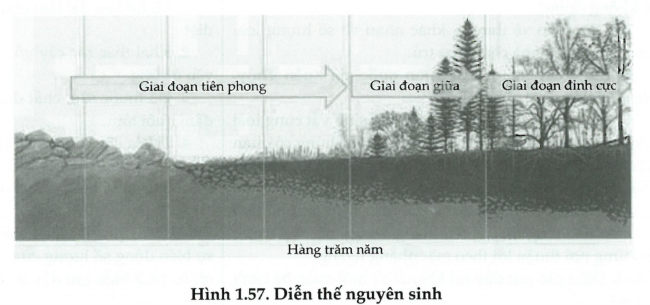 Giai đoạn tiên phong
Giai đoạn giữa
Giai đoạn đỉnh cực
Hàng trăm năm
Hình 1.57. Diễn thế nguyên sinh